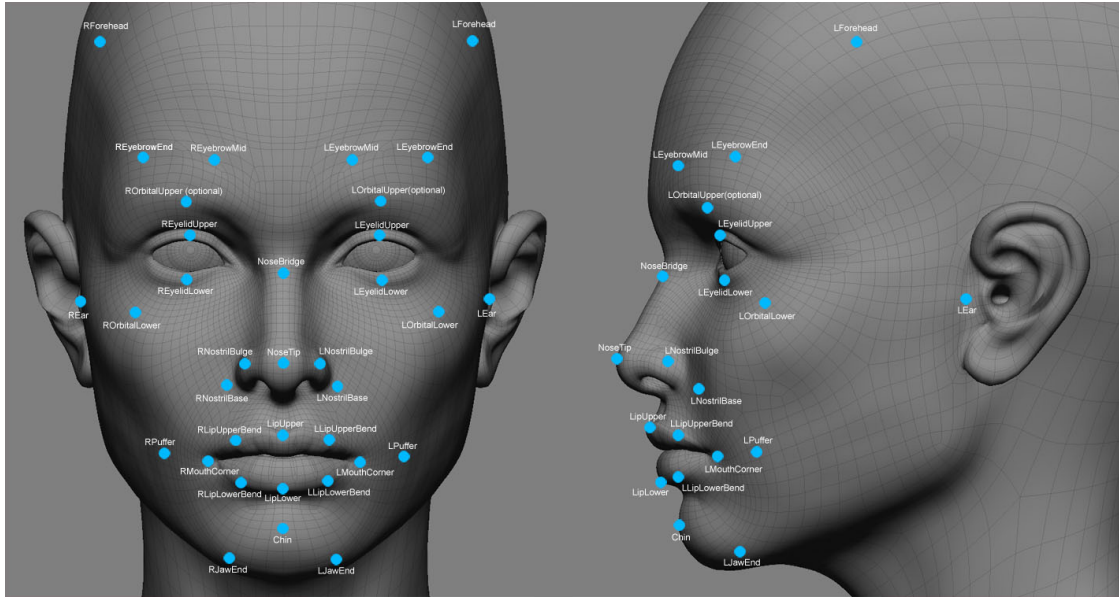 RForehead
LForehead
REyebrowEnd
REyebrowMid
LEyebrowMid
LEyebrowEnd
ROrbitalUpper (optional)
LOrbitalUpper(optional)
REyelidUpper
LEyelidUpper
NoseBridge
REyelidLower
LEyelidLower
REar
ROrbitalLower
LOrbitalLower
LEar
RNostrilBulge
NoseTip
LNostrilBulge
RNostrilBase
LNostrilBase
RLipUpperBend
LipUpper
LLipUpperBend
RPuffer
LPuffer
RMouthCorner
LMouthCorner
RLipLowerBend
LipLower
LLipLowerBend
Chin
RJawEnd
LJawEnd
LForehead
LEyebrowMid
LEyebrowEnd
LOrbitalUpper(optional)
LEyelidUpper
NoseBridge
LEyelidLower
LOrbitalLower
LEar
NoseTip
LNostrilBulge
LNostrilBase
LipUpper
LLipUpperBend
LPuffer
LMouthCorner
LipLower
LLipLowerBend
Chin
LJawEnd